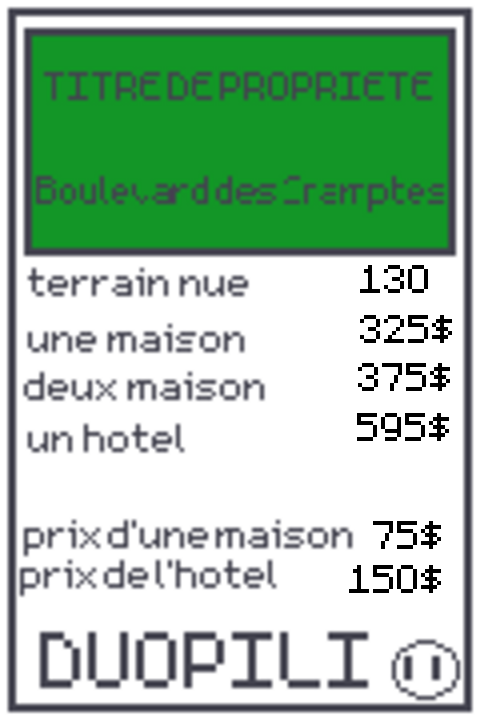 TITRE DE PROPRIETE
Boulevard des Cramptes
terrain nue 130
une maison 325$
deux maison 375$
un hotel 595$
prix d'une maison 75$
prix de l'hotel 150$
DUOPILI